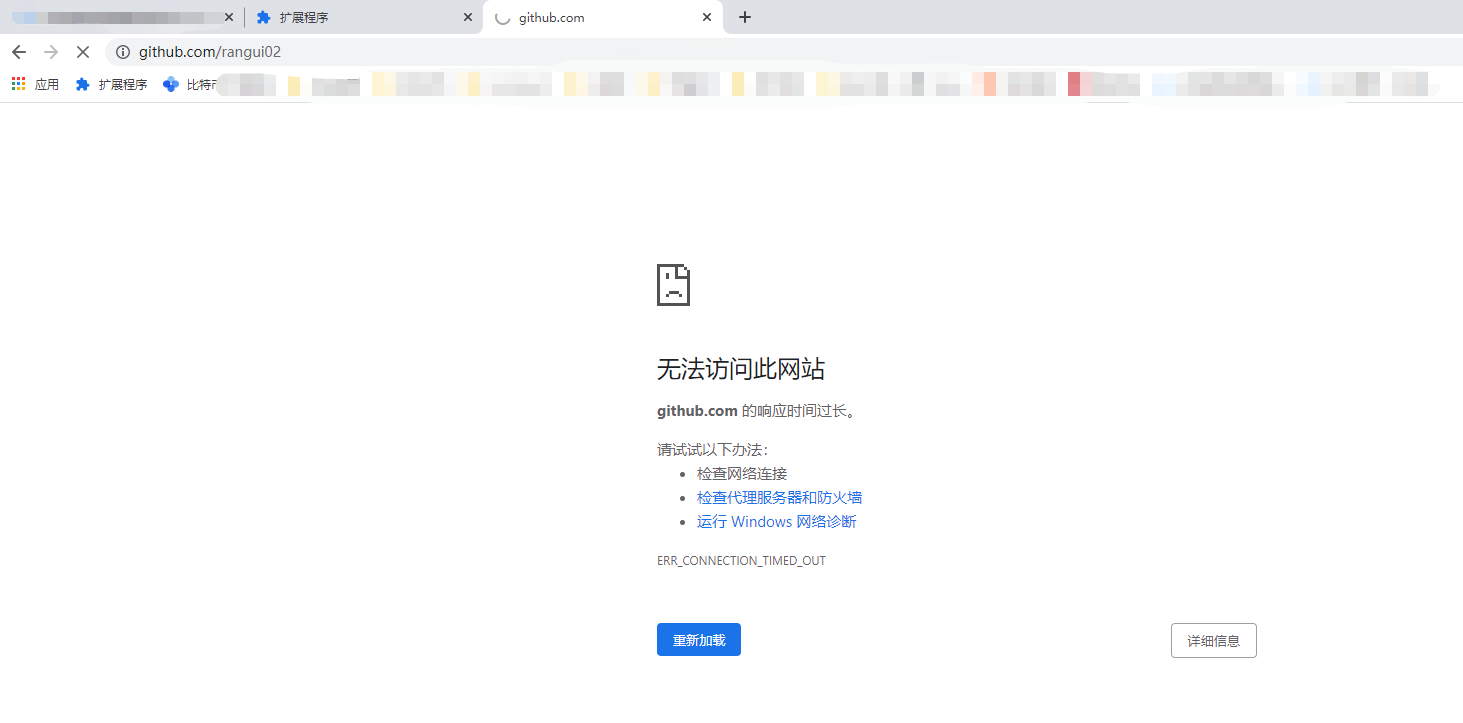 扩展程序
github.com
github.com/rangui02
应用
扩展程序
比特
无法访问此网站
github.com 的响应时间过长。
请试试以下办法：
检查网络连接
检查代理服务器和防火墙
运行 Windows 网络诊断
ERR_CONNECTION_TIMED_OUT
重新加载
详细信息